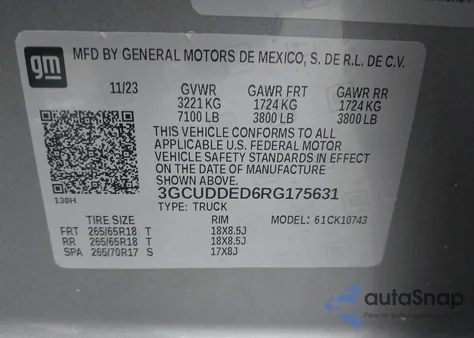 gm
MFD BY GENERAL MOTORS DE MEXICO, S. DE R.L. DE C.V.
11/23 GVWR GAWR FRT GAWR RR
3221 KG 1724 KG 1724 KG
7100 LB 3800 LB 3800 LB
THIS VEHICLE CONFORMS TO ALL
APPLICABLE U.S. FEDERAL MOTOR
VEHICLE SAFETY STANDARDS IN EFFECT
ON THE DATE OF MANUFACTURE
SHOWN ABOVE.
130H
3GCUDDED6RG175631
TYPE: TRUCK MODEL: 61CK10743
TIRE SIZE RIM
FRT 265/65R18 T 18X8.5J
RR 265/65R18 T 18X8.5J
SPA 265/70R17 S 17X8J
autoSnap